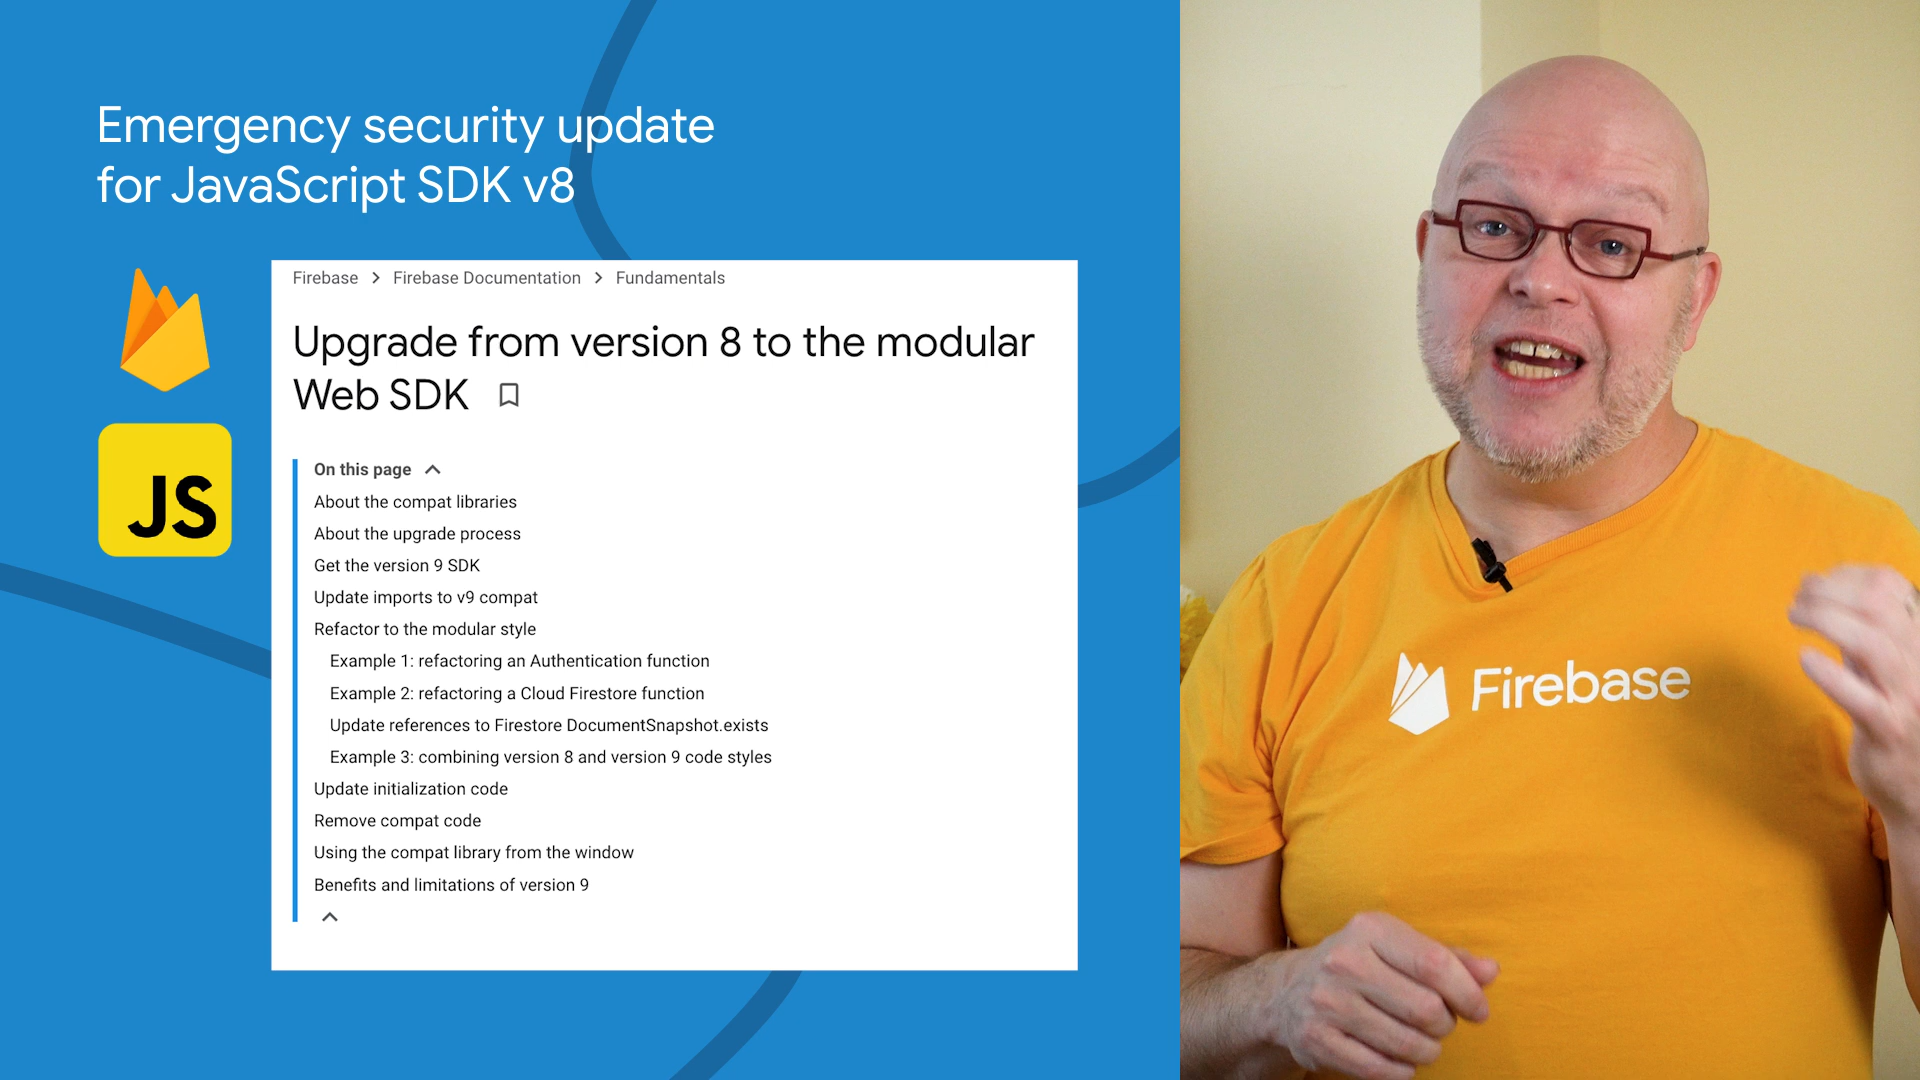 Emergency security update
for JavaScript SDK v8
JS
Firebase > Firebase Documentation > Fundamentals
Upgrade from version 8 to the modular
Web SDK
On this page
About the compat libraries
About the upgrade process
Get the version 9 SDK
Update imports to v9 compat
Refactor to the modular style
Example 1: refactoring an Authentication function
Example 2: refactoring a Cloud Firestore function
Update references to Firestore DocumentSnapshot.exists
Example 3: combining version 8 and version 9 code styles
Update initialization code
Remove compat code
Using the compat library from the window
Benefits and limitations of version 9
Firebase